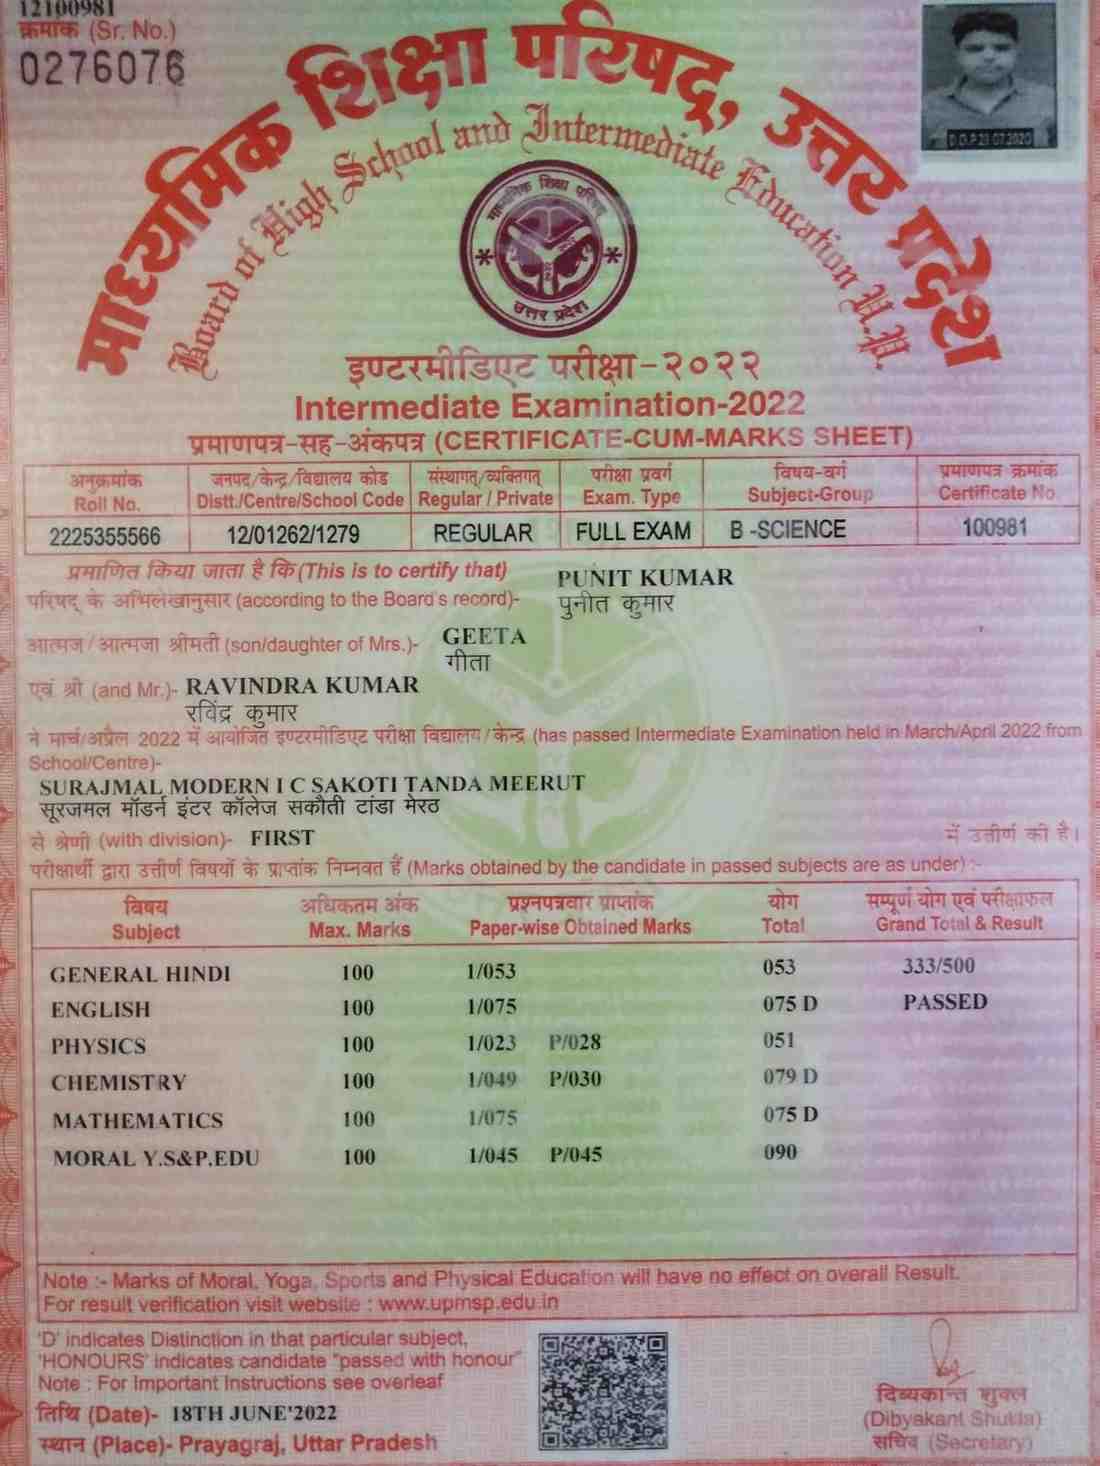 12100981
क्रमांक (Sr. No.)
0276076
D.O.P.21.07.2020
माध्यमिक शिक्षा परिषद्, उत्तर प्रदेश
Board of High School and Intermediate Education U.P.
माध्यमिक शिक्षा परिषद्
उत्तर प्रदेश
इण्टरमीडिएट परीक्षा-२०२२
Intermediate Examination-2022
प्रमाणपत्र-सह-अंकपत्र (CERTIFICATE-CUM-MARKS SHEET)
अनुक्रमांक जनपद/केन्द्र/विद्यालय कोड संस्थागत्/व्यक्तिगत् परीक्षा प्रवर्ग विषय-वर्ग प्रमाणपत्र क्रमांक
Roll No. Distt./Centre/School Code Regular / Private Exam. Type Subject-Group Certificate No.
2225355566 12/01262/1279 REGULAR FULL EXAM B -SCIENCE 100981
प्रमाणित किया जाता है कि (This is to certify that) PUNIT KUMAR
परिषद् के अभिलेखानुसार (according to the Board's record)- पुनीत कुमार
आत्मज/आत्मजा श्रीमती (son/daughter of Mrs.)- GEETA
गीता
एवं श्री (and Mr.)- RAVINDRA KUMAR
रविंद्र कुमार
ने मार्च/अप्रैल 2022 में आयोजित इण्टरमीडिएट परीक्षा विद्यालय/केन्द्र (has passed Intermediate Examination held in March/April 2022 from
School/Centre)-
SURAJMAL MODERN I C SAKOTI TANDA MEERUT
सूरजमल मॉडर्न इंटर कॉलेज सकौती टांडा मेरठ
से श्रेणी (with division)- FIRST में उतीर्ण की है।
परीक्षार्थी द्वारा उत्तीर्ण विषयों के प्राप्तांक निम्नवत हैं (Marks obtained by the candidate in passed subjects are as under) :-
विषय अधिकतम अंक प्रश्नपत्रवार प्राप्तांक योग सम्पूर्ण योग एवं परीक्षाफल
Subject Max. Marks Paper-wise Obtained Marks Total Grand Total & Result
GENERAL HINDI 100 1/053 053 333/500
ENGLISH 100 1/075 075 D PASSED
PHYSICS 100 1/023 P/028 051
CHEMISTRY 100 1/049 P/030 079 D
MATHEMATICS 100 1/075 075 D
MORAL Y.S&P.EDU 100 1/045 P/045 090
Note :- Marks of Moral, Yoga, Sports and Physical Education will have no effect on overall Result.
For result verification visit website : www.upmsp.edu.in
'D' indicates Distinction in that particular subject,
'HONOURS' indicates candidate "passed with honour"
Note : For Important Instructions see overleaf
तिथि (Date)- 18TH JUNE'2022
स्थान (Place)- Prayagraj, Uttar Pradesh
दिव्यकान्त शुक्ल
(Dibyakant Shukla)
सचिव (Secretary)